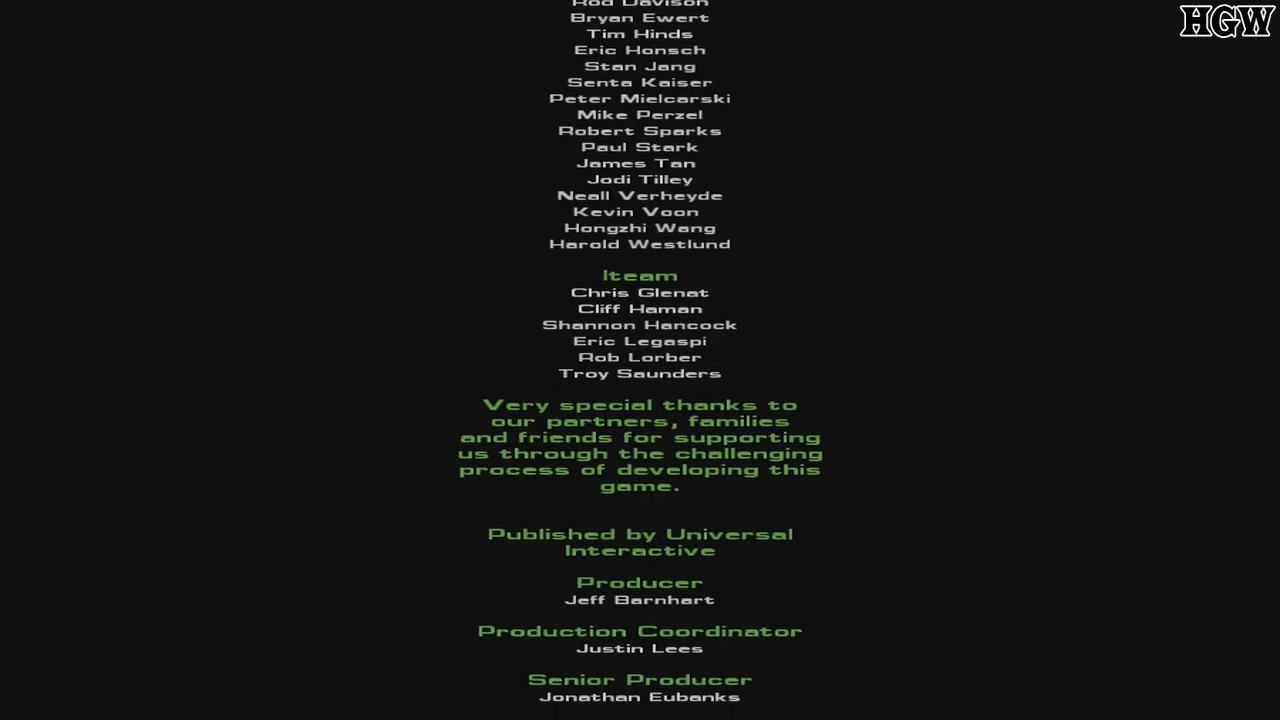 HGW
Rod Davison
Bryan Ewert
Tim Hinds
Eric Honsch
Stan Jang
Senta Kaiser
Peter Mielcarski
Mike Perzel
Robert Sparks
Paul Stark
James Tan
Jodi Tilley
Neall Verheyde
Kevin Voon
Hongzhi Wang
Harold Westlund
Iteam
Chris Glenat
Cliff Haman
Shannon Hancock
Eric Legaspi
Rob Lorber
Troy Saunders
Very special thanks to
our partners, families
and friends for supporting
us through the challenging
process of developing this
game.
Published by Universal
Interactive
Producer
Jeff Barnhart
Production Coordinator
Justin Lees
Senior Producer
Jonathan Eubanks